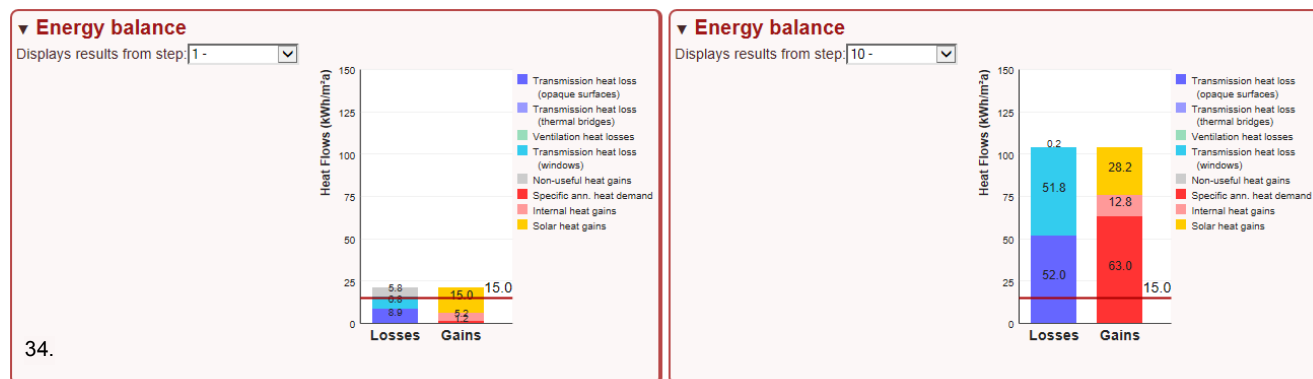 ▼ Energy balance
Displays results from step: 1 -
Heat Flows (kWh/m²a)
150
125
100
75
50
25
0
5.8
6.8
8.9
15.0
5.2
1.2
15.0
Losses Gains
Transmission heat loss
(opaque surfaces)
Transmission heat loss
(thermal bridges)
Ventilation heat losses
Transmission heat loss
(windows)
Non-useful heat gains
Specific ann. heat demand
Internal heat gains
Solar heat gains
34.
▼ Energy balance
Displays results from step: 10 -
Heat Flows (kWh/m²a)
150
125
100
75
50
25
0
0.2
51.8
52.0
28.2
12.8
63.0
15.0
Losses Gains
Transmission heat loss
(opaque surfaces)
Transmission heat loss
(thermal bridges)
Ventilation heat losses
Transmission heat loss
(windows)
Non-useful heat gains
Specific ann. heat demand
Internal heat gains
Solar heat gains